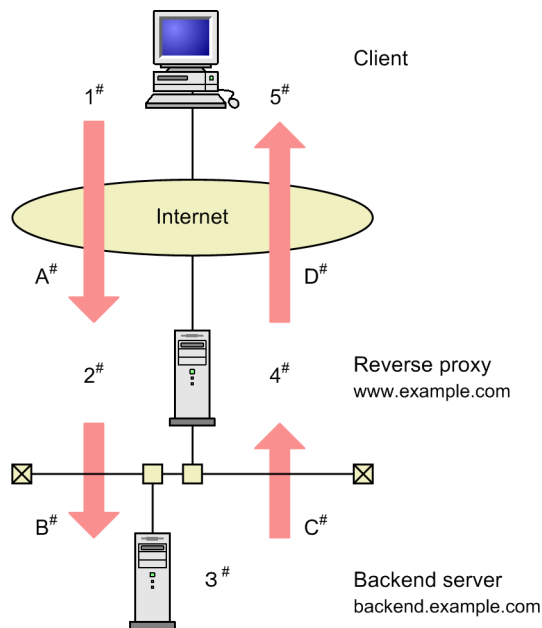 Client
1#
5#
Internet
A#
D#
2#
4#
Reverse proxy
www.example.com
B#
C#
3#
Backend server
backend.example.com